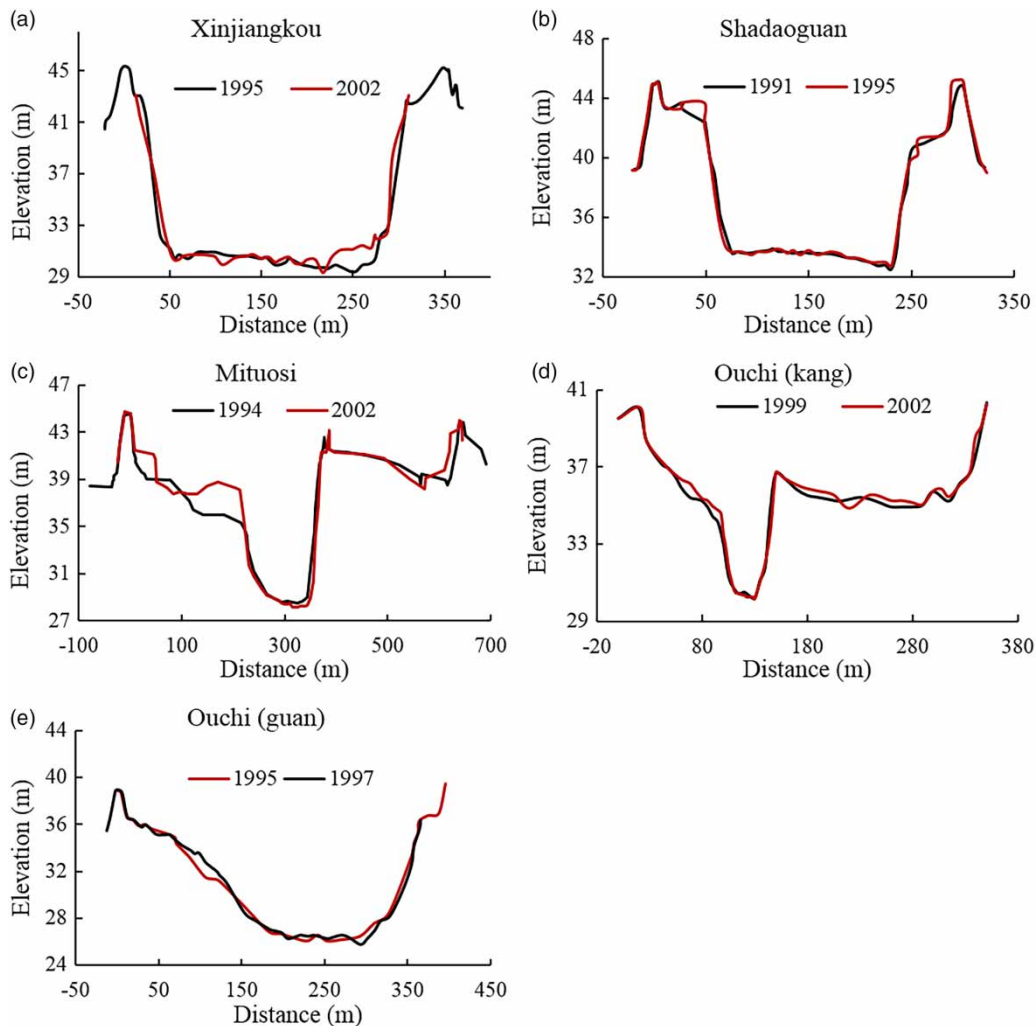 (a)
Xinjiangkou
1995 2002
Elevation (m)
45
41
37
33
29
-50 50 150 250 350
Distance (m)
(b)
Shadaoguan
1991 1995
Elevation (m)
48
44
40
36
32
-50 50 150 250 350
Distance (m)
(c)
Mituosi
1994 2002
Elevation (m)
47
43
39
35
31
27
-100 100 300 500 700
Distance (m)
(d)
Ouchi (kang)
1999 2002
Elevation (m)
41
37
33
29
-20 80 180 280 380
Distance (m)
(e)
Ouchi (guan)
1995 1997
Elevation (m)
44
40
36
32
28
24
-50 50 150 250 350 450
Distance (m)